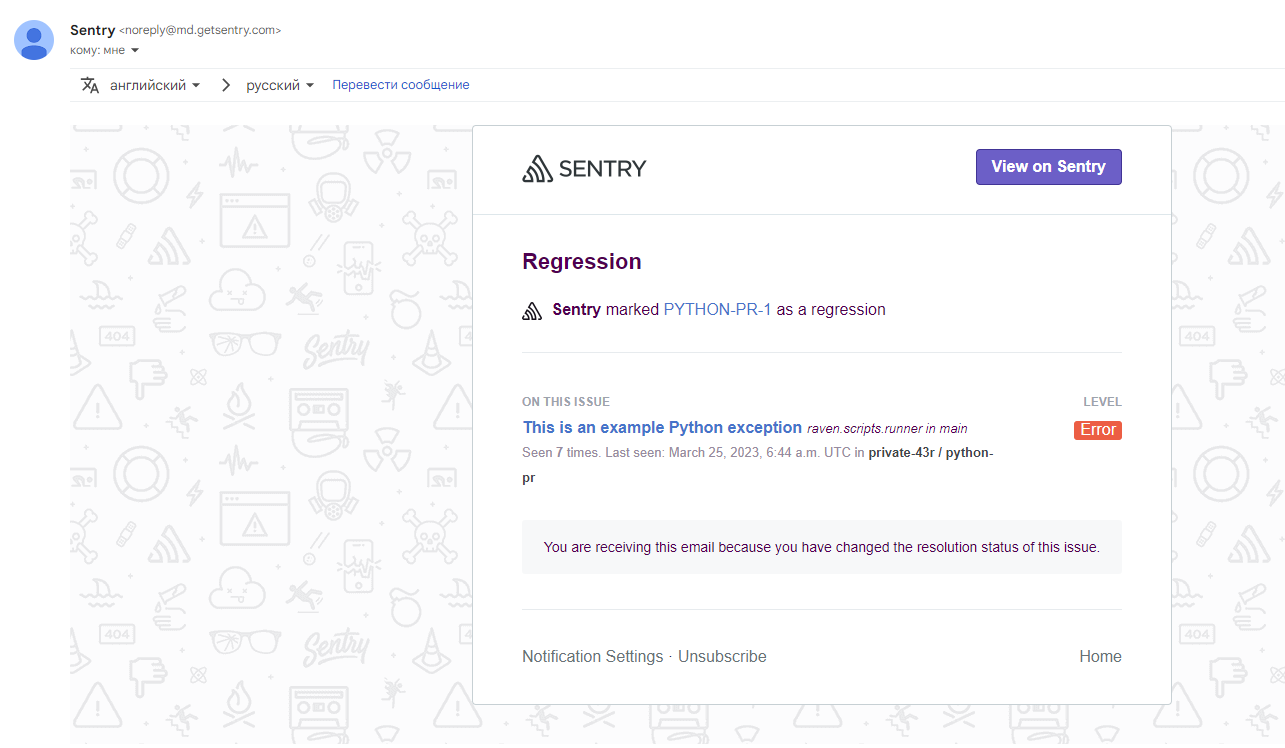 Sentry <noreply@md.getsentry.com>
кому: мне
английский русский Перевести сообщение
SENTRY
View on Sentry
Regression
Sentry marked PYTHON-PR-1 as a regression
ON THIS ISSUE LEVEL
This is an example Python exception raven.scripts.runner in main Error
Seen 7 times. Last seen: March 25, 2023, 6:44 a.m. UTC in private-43r / python-
pr
You are receiving this email because you have changed the resolution status of this issue.
Notification Settings · Unsubscribe Home
404
Sentry
404
404
Sentry
404